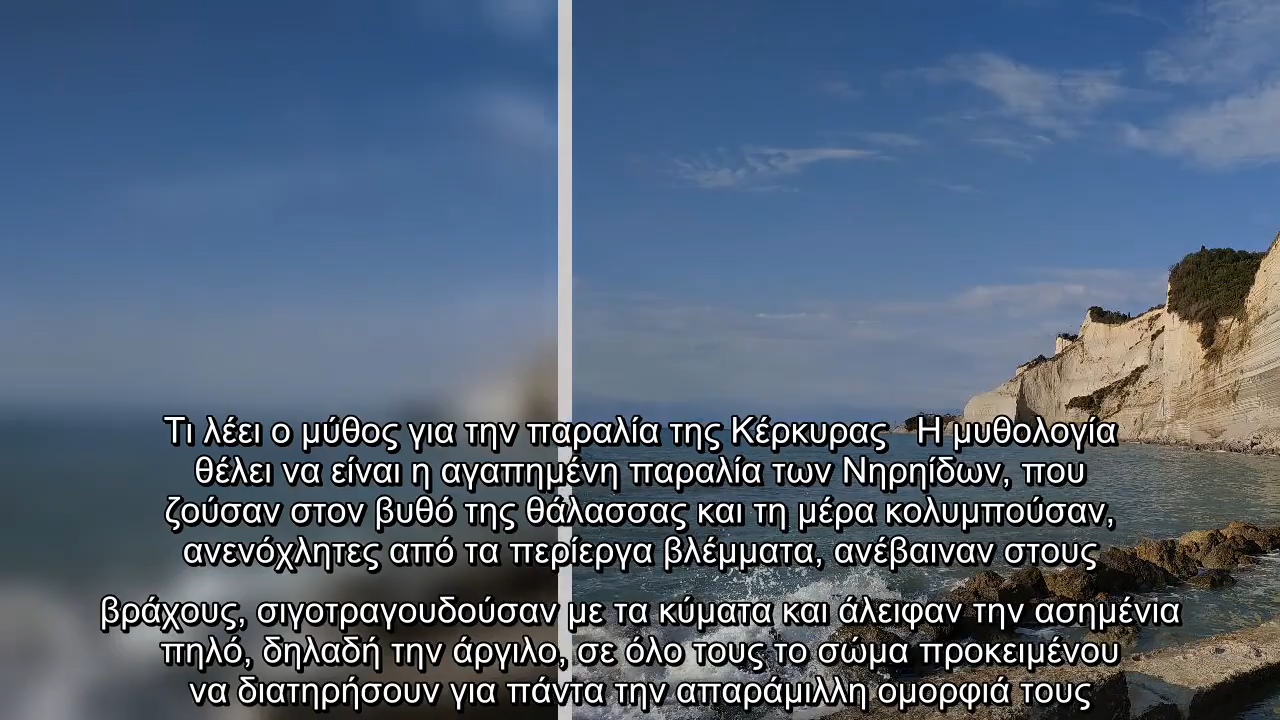 Τι λέει ο μύθος για την παραλία της Κέρκυρας   Η μυθολογία
θέλει να είναι η αγαπημένη παραλία των Νηρηίδων, που
ζούσαν στον βυθό της θάλασσας και τη μέρα κολυμπούσαν,
ανενόχλητες από τα περίεργα βλέμματα, ανέβαιναν στους
βράχους, σιγοτραγουδούσαν με τα κύματα και άλειφαν την ασημένια
πηλό, δηλαδή την άργιλο, σε όλο τους το σώμα προκειμένου
να διατηρήσουν για πάντα την απαράμιλλη ομορφιά τους